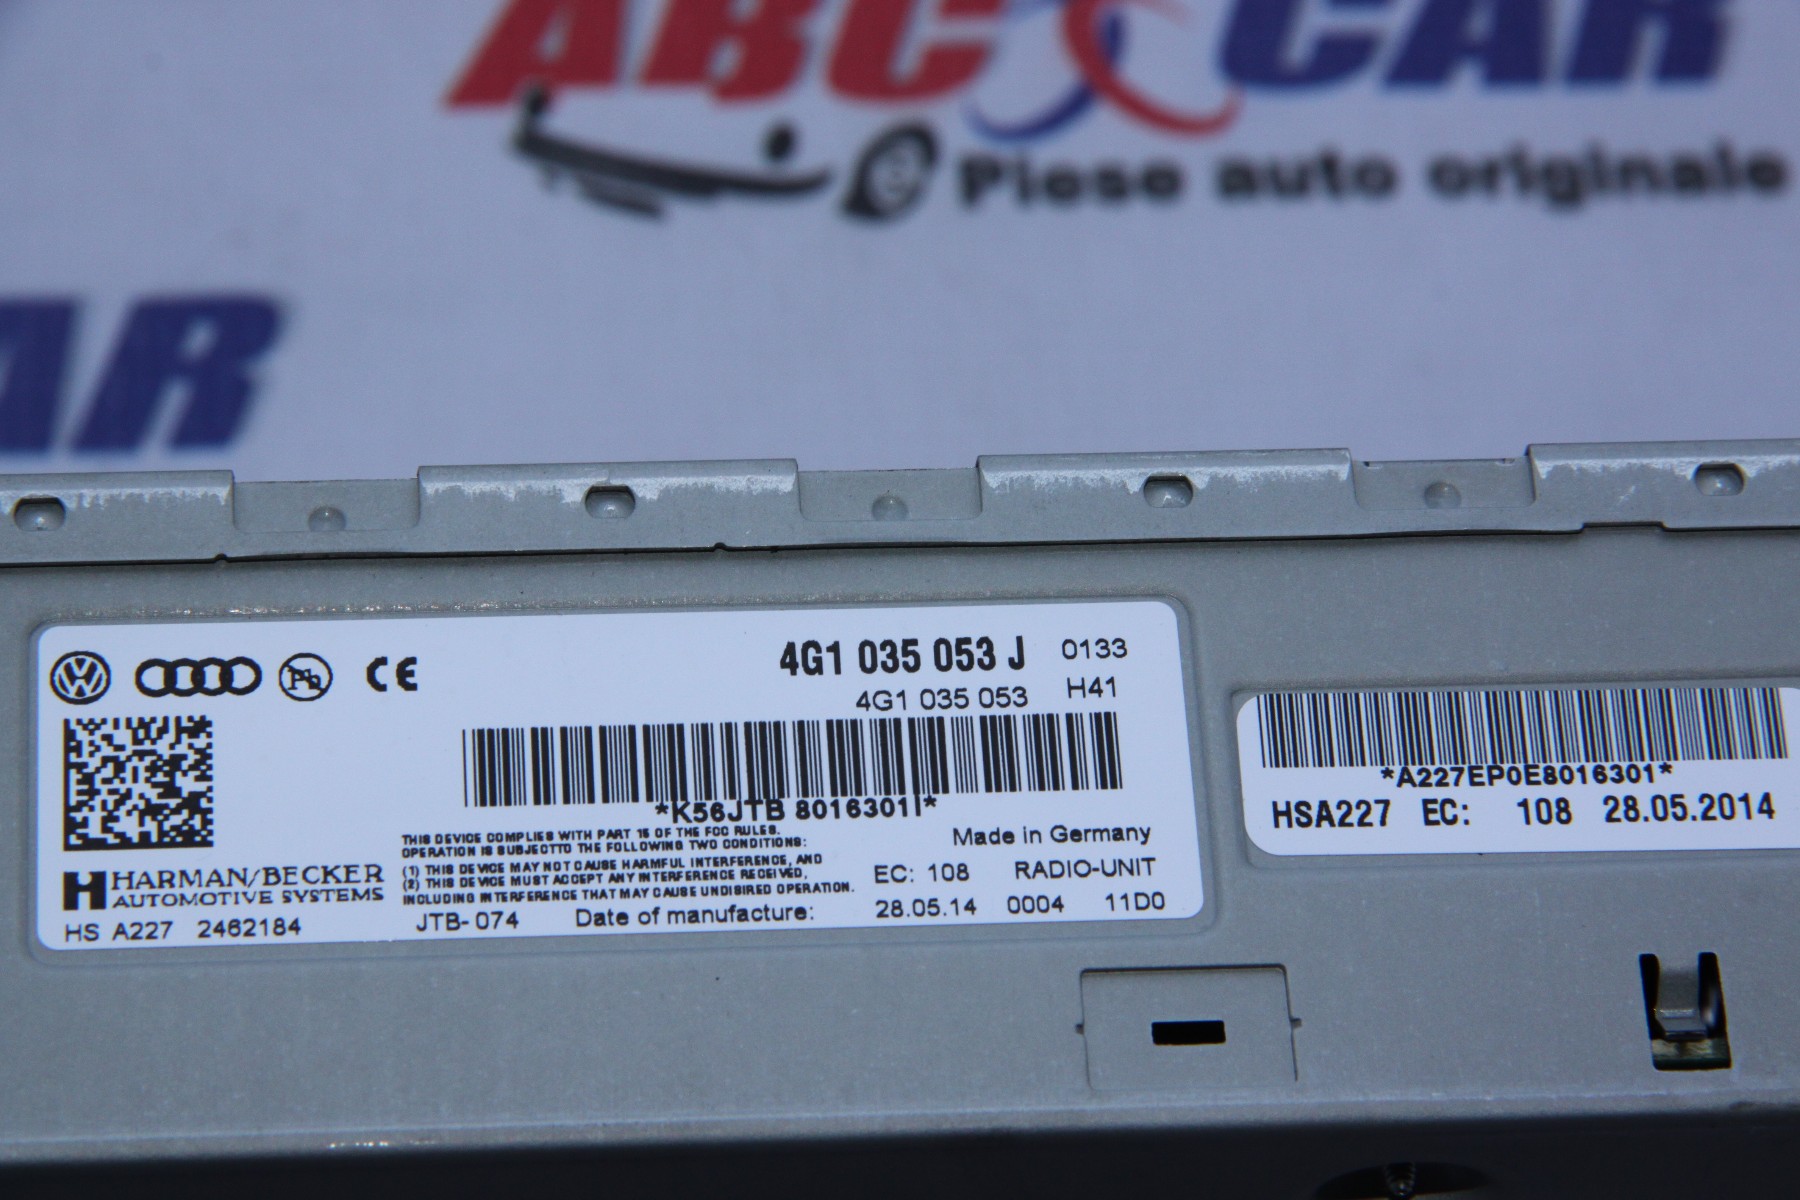 ABC CAR
Piese auto originale
AR
4G1 035 053 J 0133
4G1 035 053 H41
*K56JTB 8016301I*
THIS DEVICE COMPLIES WITH PART 15 OF THE FCC RULES.
OPERATION IS SUBJECTTO THE FOLLOWING TWO CONDITIONS:
(1) THIS DEVICE MAY NOT CAUSE HARMFUL INTERFERENCE, AND
(2) THIS DEVICE MUST ACCEPT ANY INTERFERENCE RECEIVED,
INCLUDING INTERFERENCE THAT MAY CAUSE UNDISIRED OPERATION.
Made in Germany
EC: 108 RADIO-UNIT
HARMAN/BECKER
AUTOMOTIVE SYSTEMS
HS A227 2462184 JTB-074 Date of manufacture: 28.05.14 0004 11D0
*A227EP0E8016301*
HSA227 EC: 108 28.05.2014